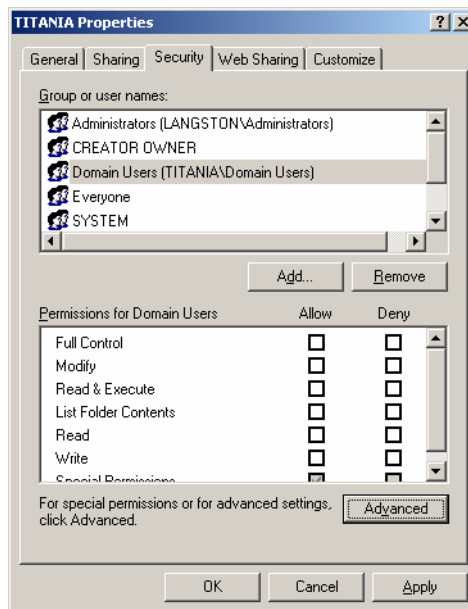 TITANIA Properties
General Sharing Security Web Sharing Customize
Group or user names:
Administrators (LANGSTON\Administrators)
CREATOR OWNER
Domain Users (TITANIA\Domain Users)
Everyone
SYSTEM
Add... Remove
Permissions for Domain Users Allow Deny
Full Control
Modify
Read & Execute
List Folder Contents
Read
Write
Special Permissions
For special permissions or for advanced settings, Advanced
click Advanced.
OK Cancel Apply